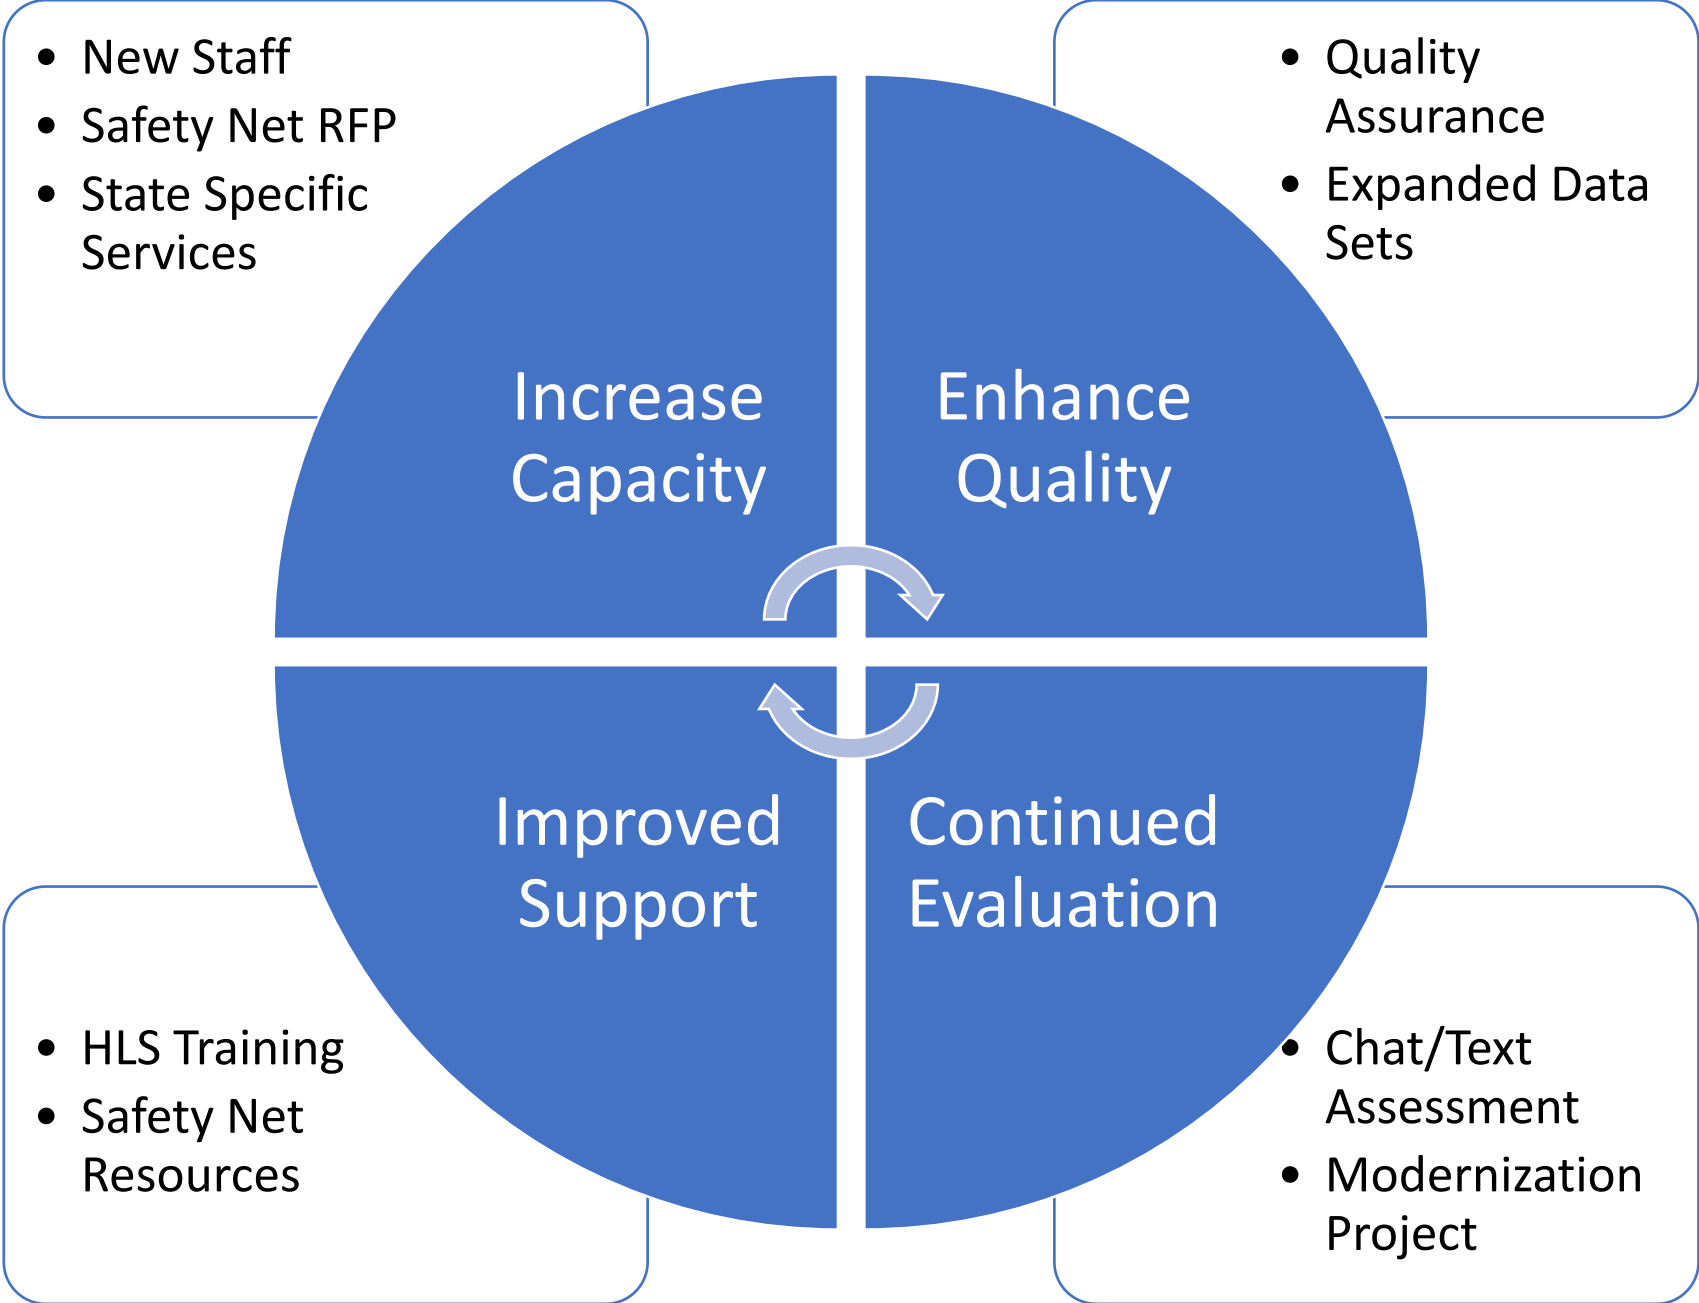 • New Staff
• Safety Net RFP
• State Specific
Services
• Quality
Assurance
• Expanded Data
Sets
Increase
Capacity
Enhance
Quality
Improved
Support
Continued
Evaluation
• HLS Training
• Safety Net
Resources
• Chat/Text
Assessment
• Modernization
Project